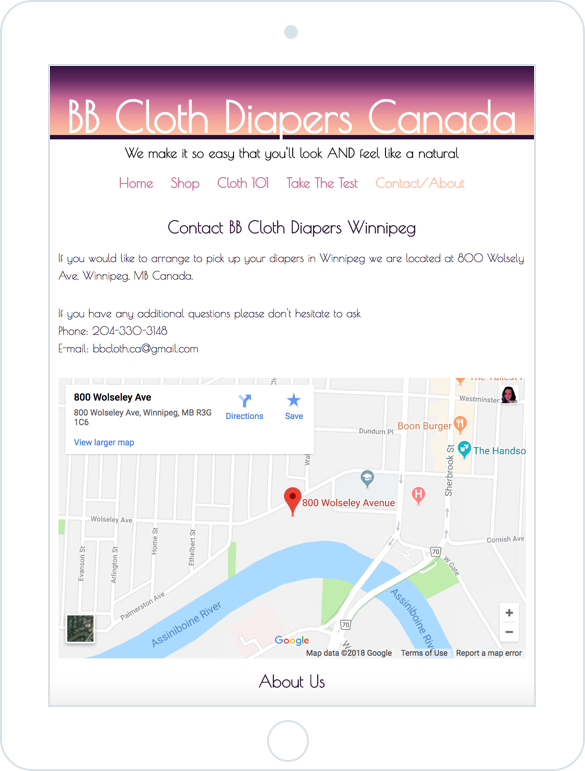 BB Cloth Diapers Canada
We make it so easy that you'll look AND feel like a natural
Home Shop Cloth 101 Take The Test Contact/About
Contact BB Cloth Diapers Winnipeg
If you would like to arrange to pick up your diapers in Winnipeg we are located at 800 Wolsely
Ave, Winnipeg, MB Canada.
If you have any additional questions please don't hesitate to ask
Phone: 204-330-3148
E-mail: bbcloth.ca@gmail.com
800 Wolseley Ave
800 Wolseley Ave, Winnipeg, MB R3G
1C6
Directions
Save
View larger map
Westminster
Boon Burger
Dundurn Pl
The Handso
Sherbrook St
800 Wolseley Avenue
Wolseley Ave
Cornish Ave
Evanson St
Arlington St
Home St
Ethelbert St
70
W Gate
Palmerston Ave
Assiniboine River
Assiniboine Riv
70
+
−
Google
Map data ©2018 Google Terms of Use Report a map error
About Us